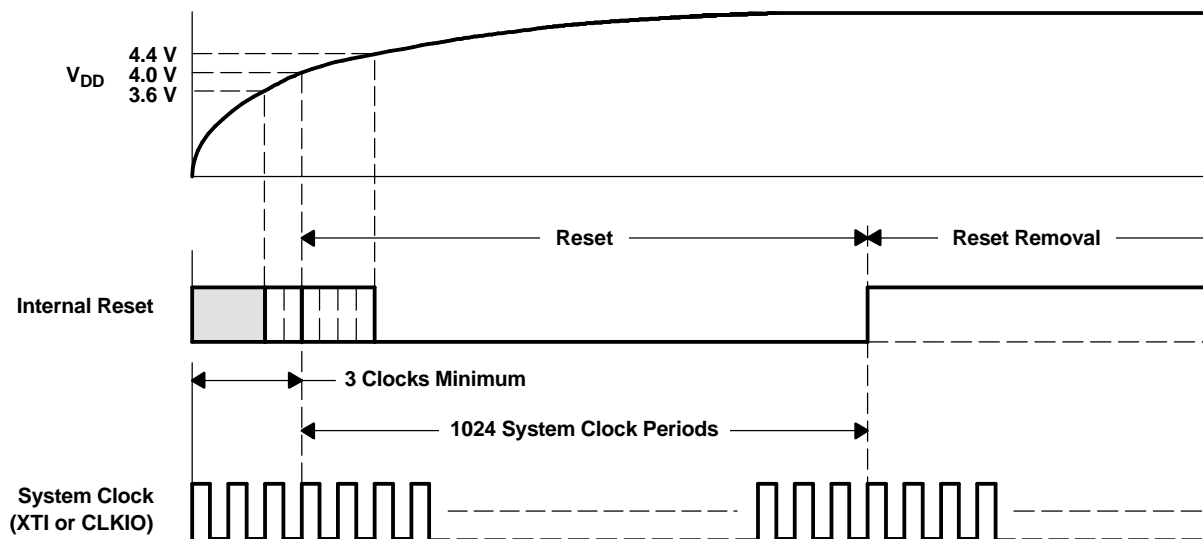 4.4 V
V_DD 4.0 V
3.6 V
Reset
Reset Removal
Internal Reset
3 Clocks Minimum
1024 System Clock Periods
System Clock
(XTI or CLKIO)